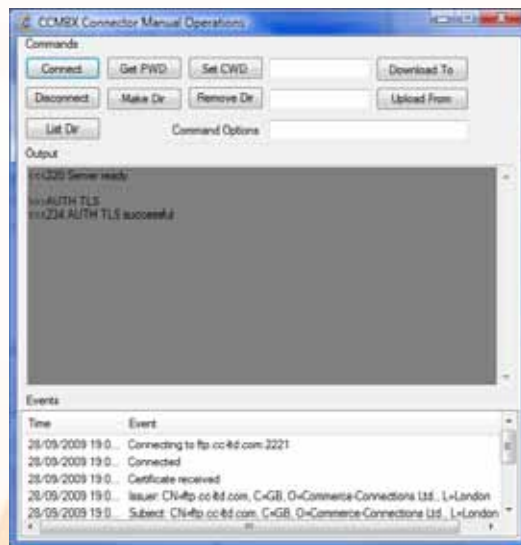 CCMBX Connector Manual Operations
Commands
Connect Get PWD Set CWD Download To
Disconnect Make Dir Remove Dir Upload From
List Dir Command Options
Output
<<<220 Server ready
>>>AUTH TLS
<<<234 AUTH TLS successful
Events
Time Event
28/09/2009 19:0... Connecting to ftp.cc-ltd.com:2221
28/09/2009 19:0... Connected
28/09/2009 19:0... Certificate received
28/09/2009 19:0... Issuer: CN=ftp.cc-ltd.com, C=GB, O=Commerce-Connections Ltd., L=London
28/09/2009 19:0... Subject: CN=ftp.cc-ltd.com, C=GB, O=Commerce-Connections Ltd., L=London